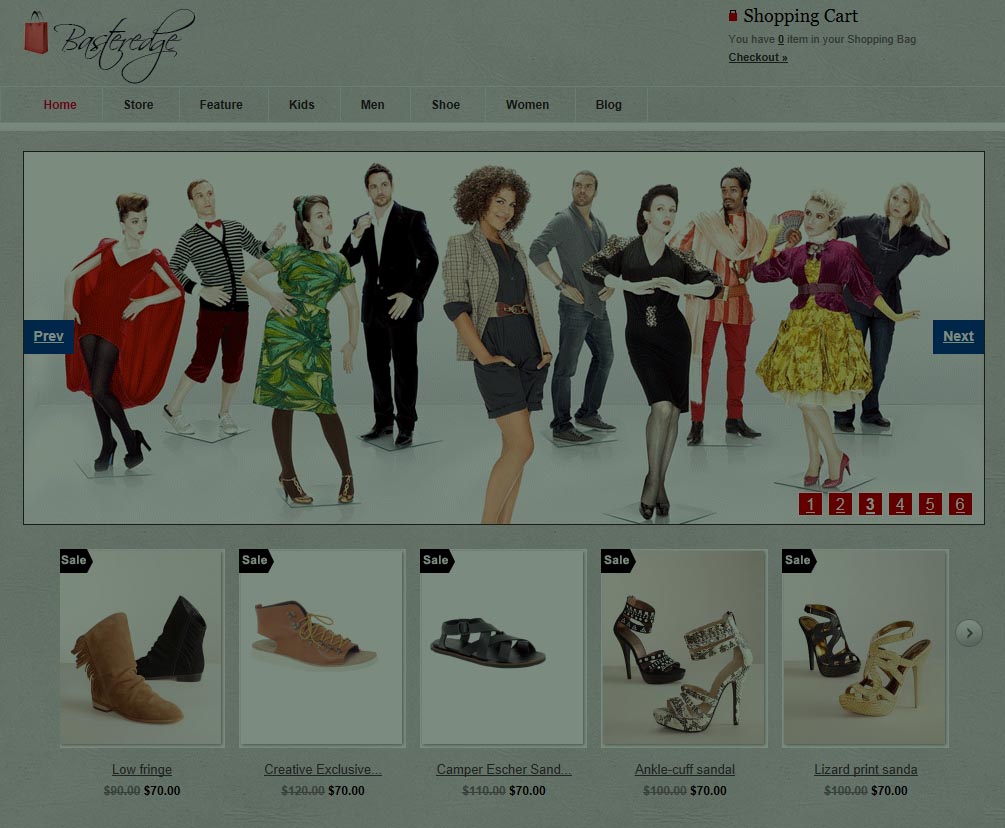 Basteredge
Shopping Cart
You have 0 item in your Shopping Bag
Checkout »
Home Store Feature Kids Men Shoe Women Blog
Prev Next
1 2 3 4 5 6
Sale Sale Sale Sale Sale
Low fringe Creative Exclusive... Camper Escher Sand... Ankle-cuff sandal Lizard print sanda
$90.00 $70.00 $120.00 $70.00 $110.00 $70.00 $100.00 $70.00 $100.00 $70.00